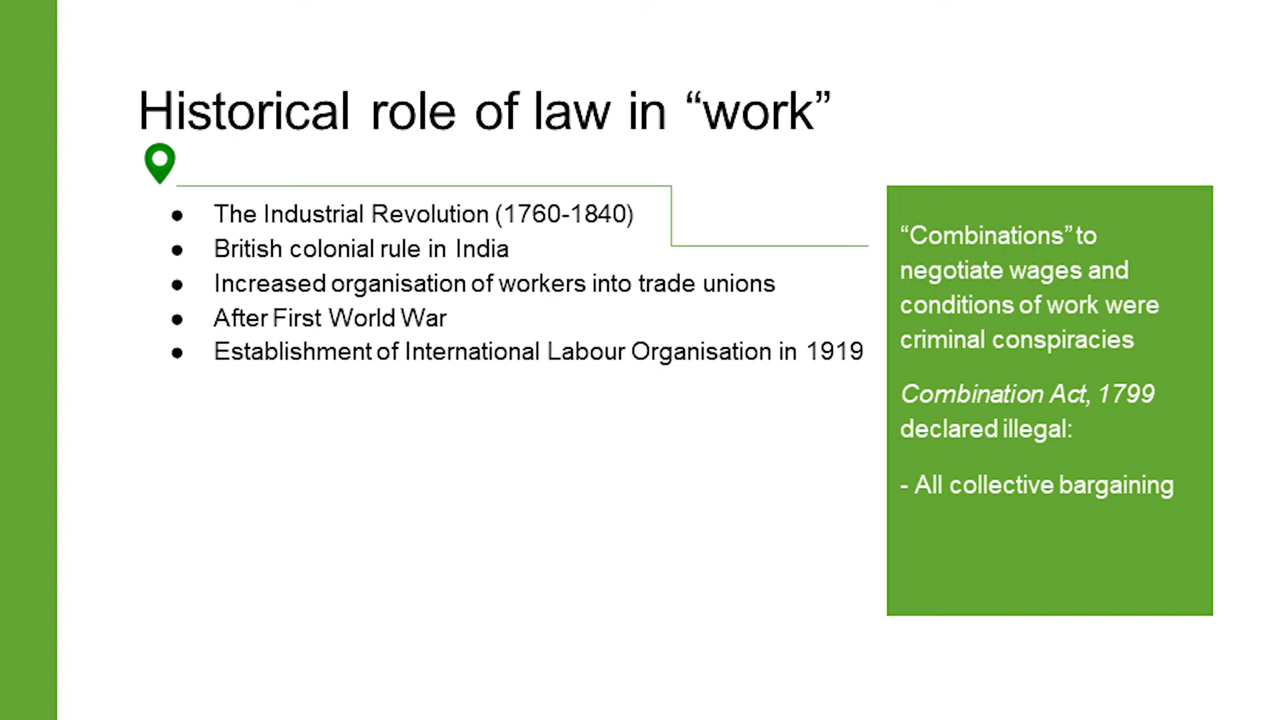 Historical role of law in “work”
● The Industrial Revolution (1760-1840)
● British colonial rule in India
● Increased organisation of workers into trade unions
● After First World War
● Establishment of International Labour Organisation in 1919
“Combinations” to
negotiate wages and
conditions of work were
criminal conspiracies
Combination Act, 1799
declared illegal:
- All collective bargaining